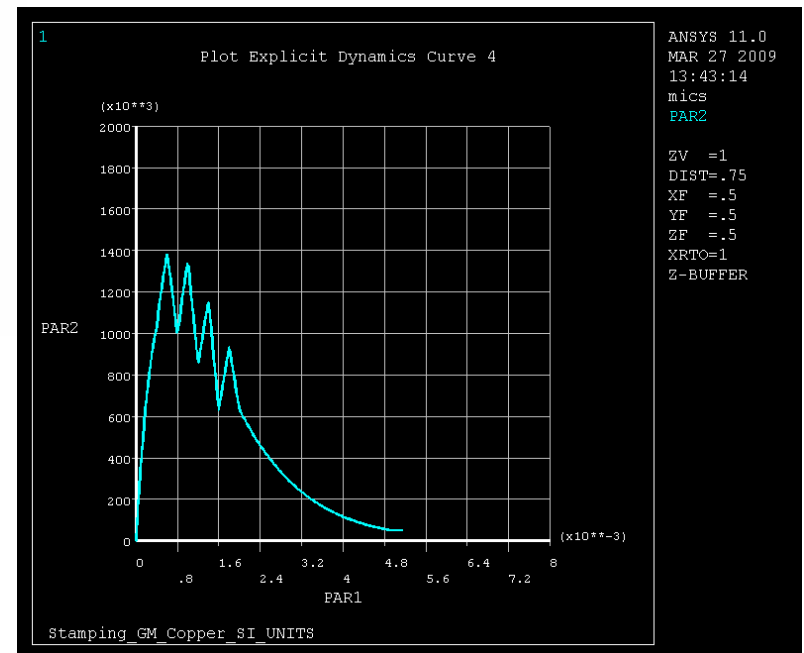 1
Plot Explicit Dynamics Curve 4
ANSYS 11.0
MAR 27 2009
13:43:14
mics
PAR2
ZV =1
DIST=.75
XF =.5
YF =.5
ZF =.5
XRTO=1
Z-BUFFER
(x10**3)
2000
1800
1600
1400
1200
PAR2
1000
800
600
400
200
0
(x10**-3)
0 1.6 3.2 4.8 6.4 8
.8 2.4 4 5.6 7.2
PAR1
Stamping_GM_Copper_SI_UNITS